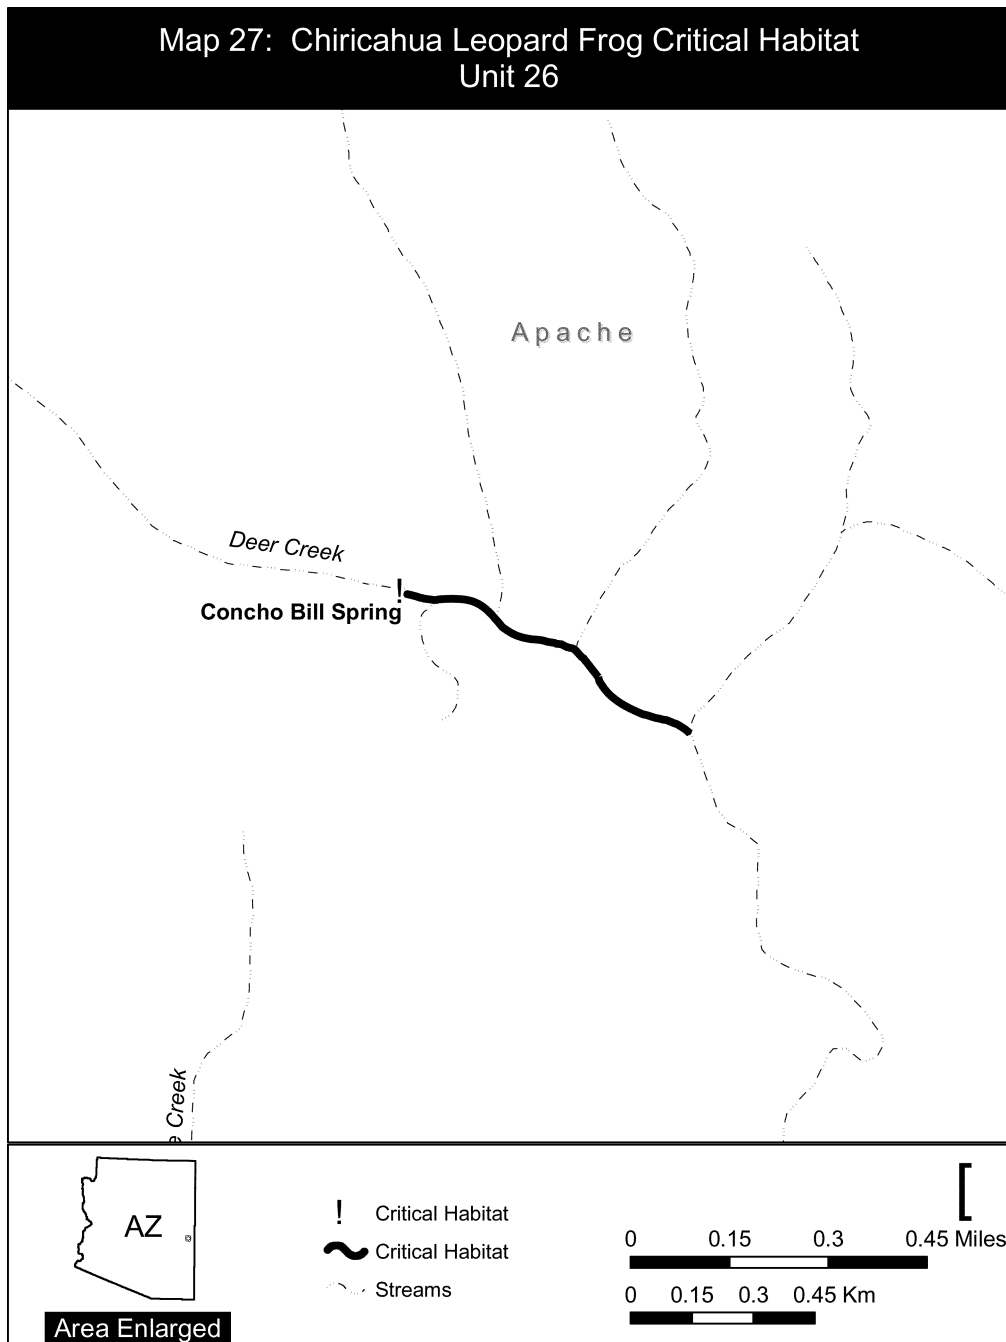 Map 27: Chiricahua Leopard Frog Critical Habitat
Unit 26
Apache
Deer Creek
!
Concho Bill Spring
e Creek
AZ
Area Enlarged
! Critical Habitat
Critical Habitat
Streams
[
0 0.15 0.3 0.45 Miles
0 0.15 0.3 0.45 Km